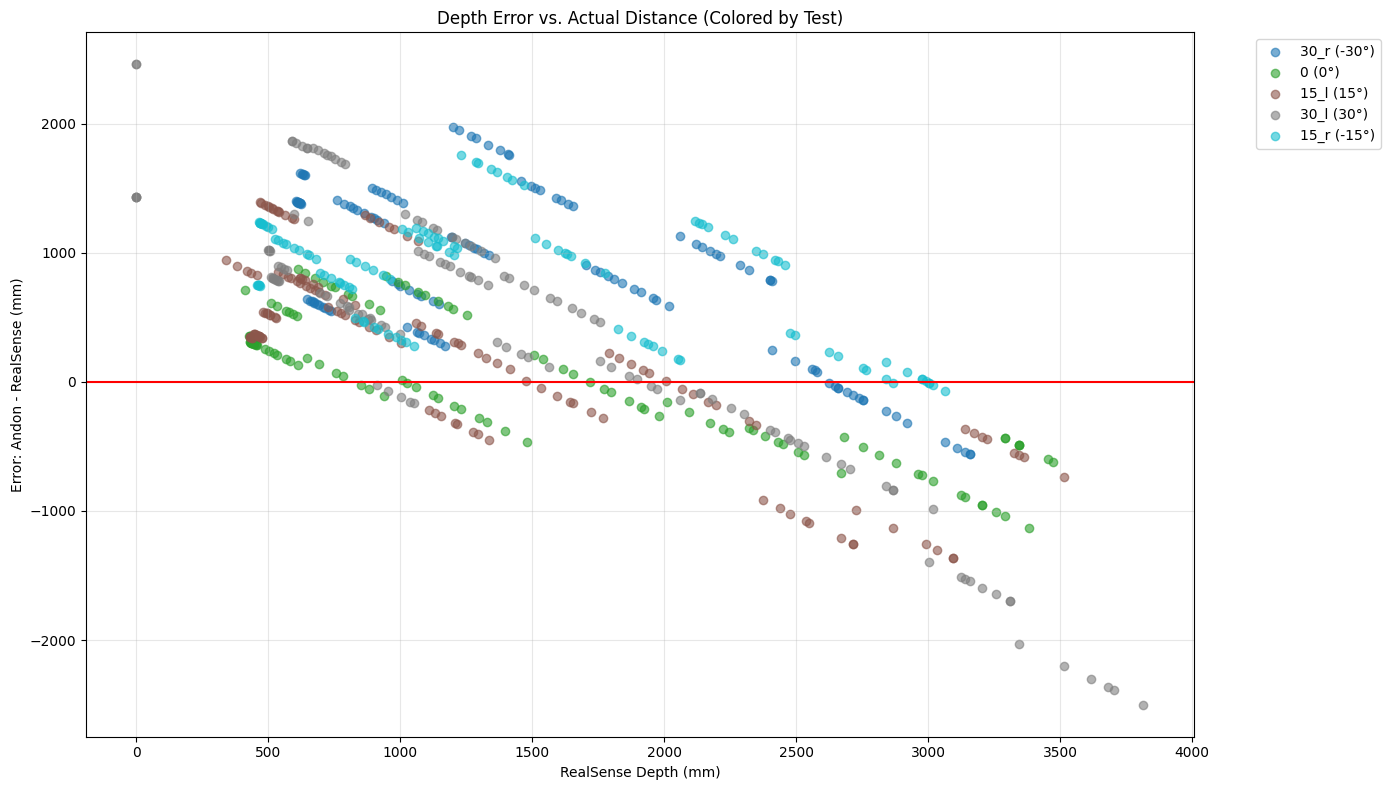 Depth Error vs. Actual Distance (Colored by Test)
30_r (-30°)
0 (0°)
15_l (15°)
30_l (30°)
15_r (-15°)
Error: Andon - RealSense (mm)
2000
1000
0
−1000
−2000
0 500 1000 1500 2000 2500 3000 3500 4000
RealSense Depth (mm)